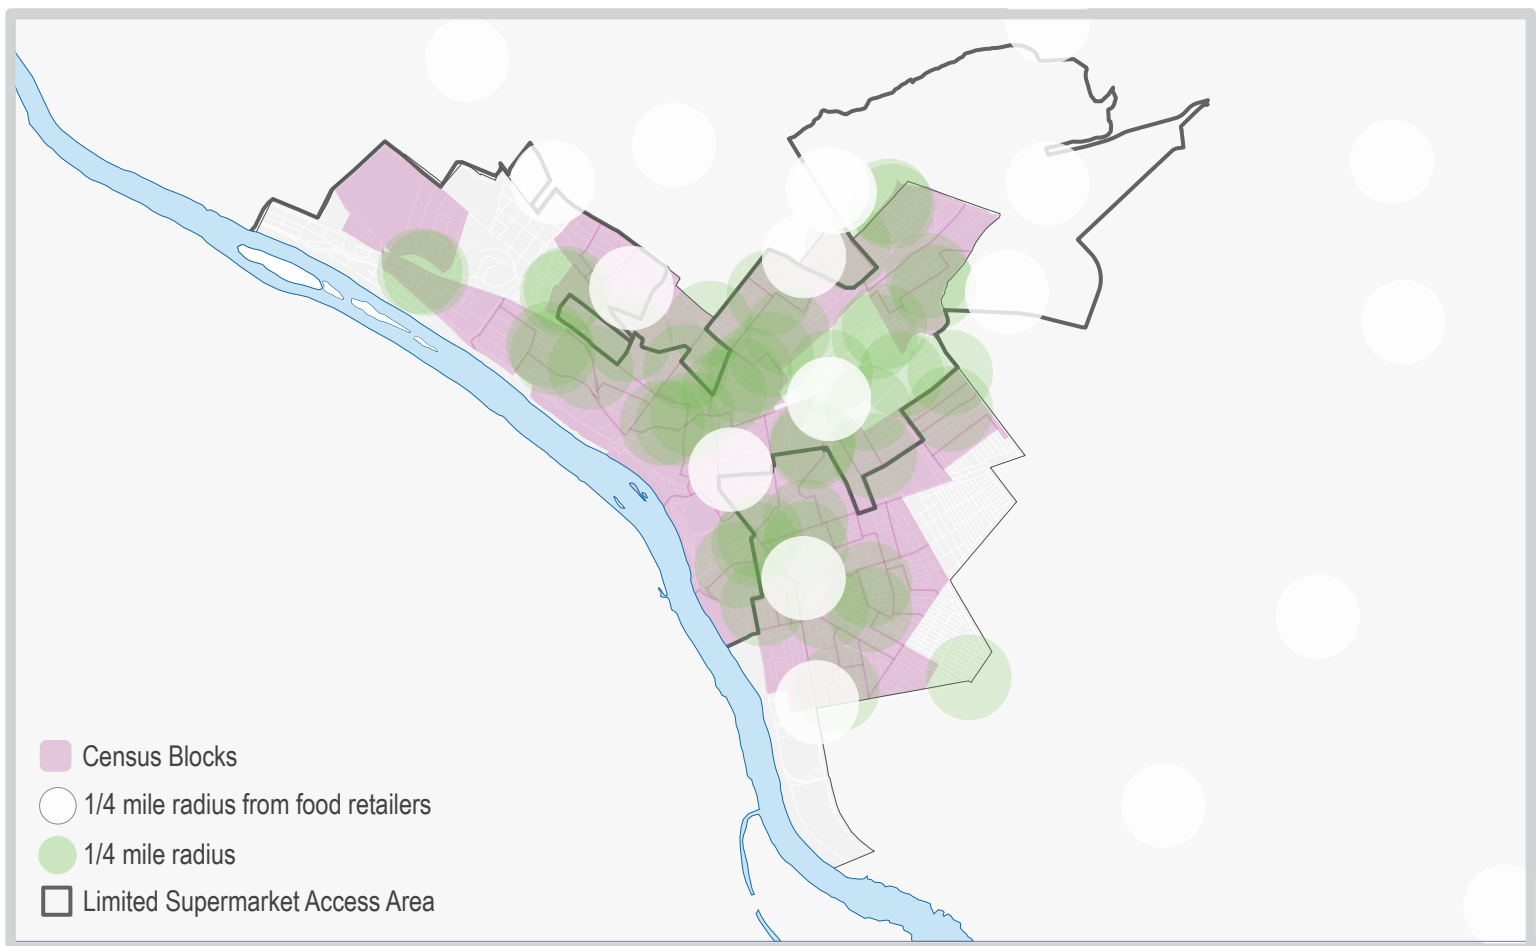 Census Blocks
1/4 mile radius from food retailers
1/4 mile radius
Limited Supermarket Access Area